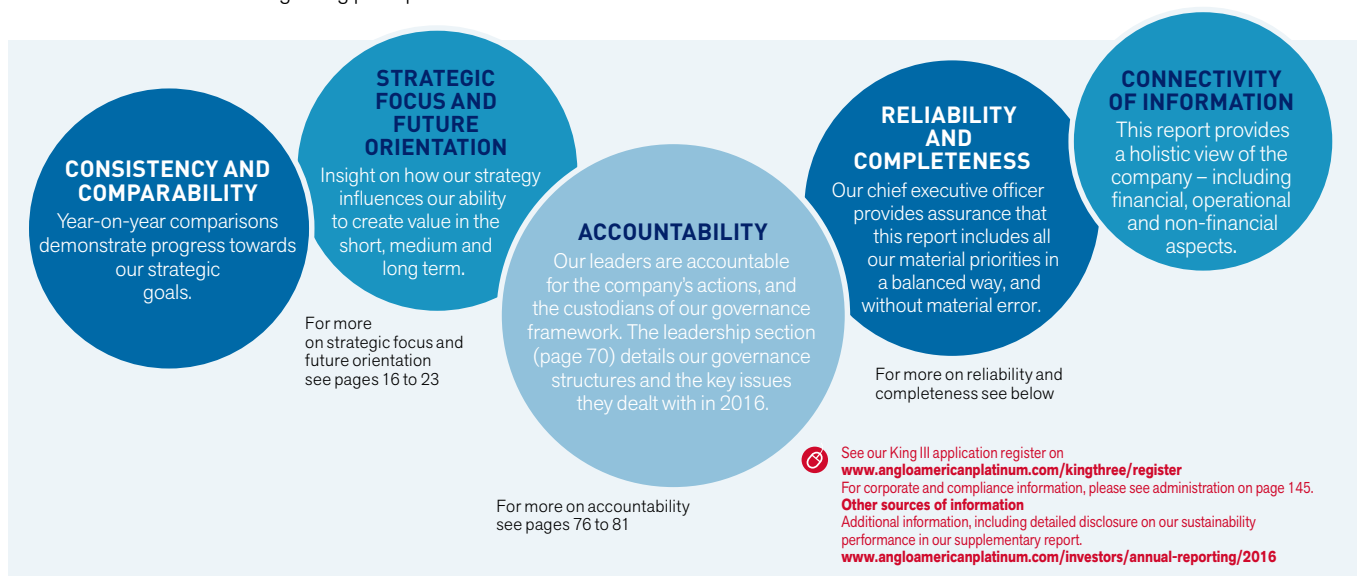 CONSISTENCY AND
COMPARABILITY
Year-on-year comparisons
demonstrate progress towards
our strategic
goals.
STRATEGIC
FOCUS AND
FUTURE
ORIENTATION
Insight on how our strategy
influences our ability
to create value in the
short, medium and
long term.
For more
on strategic focus and
future orientation
see pages 16 to 23
ACCOUNTABILITY
Our leaders are accountable
for the company's actions, and
the custodians of our governance
framework. The leadership section
(page 70) details our governance
structures and the key issues
they dealt with in 2016.
For more on accountability
see pages 76 to 81
RELIABILITY
AND
COMPLETENESS
Our chief executive officer
provides assurance that
this report includes all
our material priorities in
a balanced way, and
without material error.
For more on reliability and
completeness see below
CONNECTIVITY
OF INFORMATION
This report provides
a holistic view of the
company – including
financial, operational
and non-financial
aspects.
See our King III application register on
www.angloamericanplatinum.com/kingthree/register
For corporate and compliance information, please see administration on page 145.
Other sources of information
Additional information, including detailed disclosure on our sustainability
performance in our supplementary report.
www.angloamericanplatinum.com/investors/annual-reporting/2016